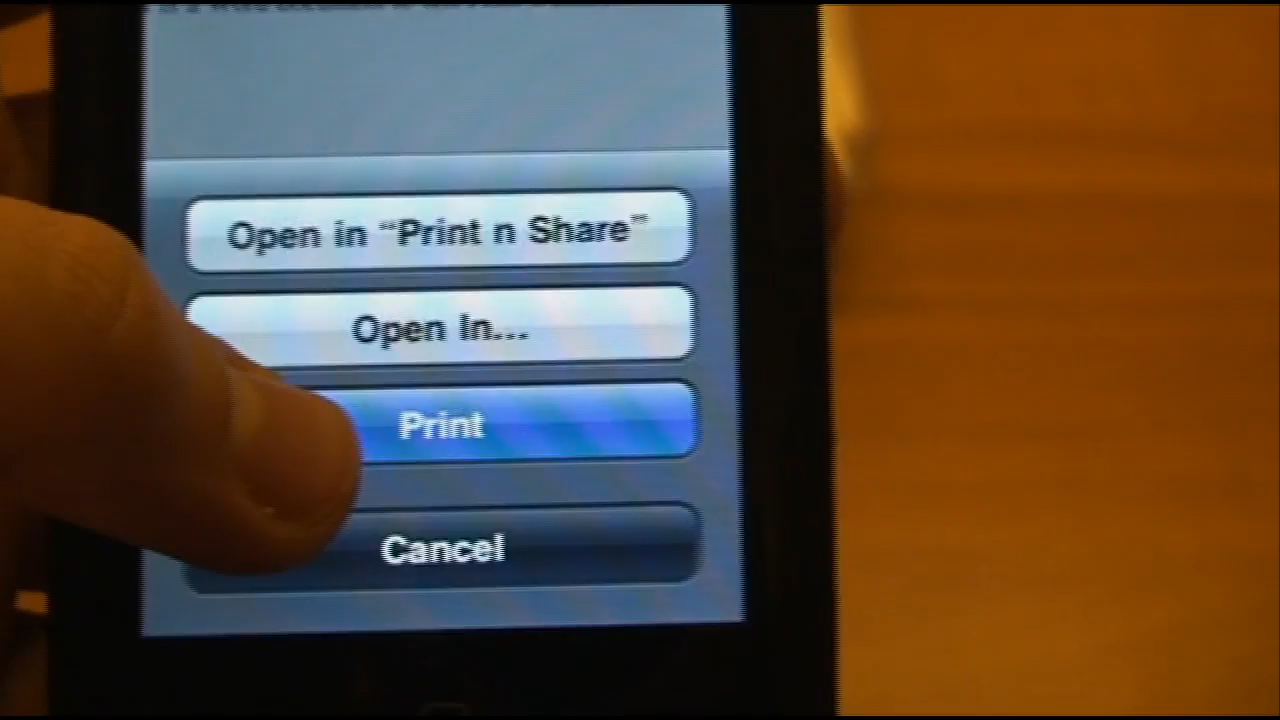 Open in “Print n Share”
Open In...
Print
Cancel